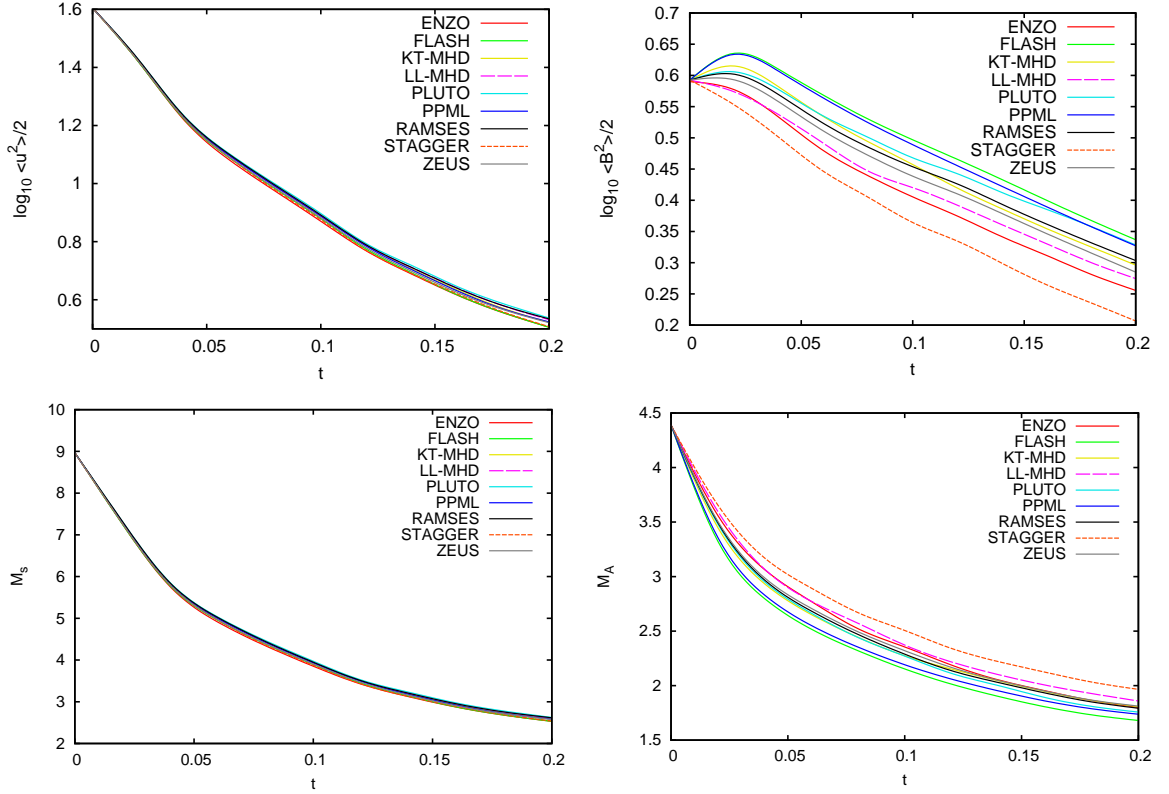 1.6
1.4
1.2
1
0.8
0.6
log10 <u²>/2
ENZO
FLASH
KT-MHD
LL-MHD
PLUTO
PPML
RAMSES
STAGGER
ZEUS
0 0.05 0.1 0.15 0.2
t
0.7
0.65
0.6
0.55
0.5
0.45
0.4
0.35
0.3
0.25
0.2
log10 <B²>/2
ENZO
FLASH
KT-MHD
LL-MHD
PLUTO
PPML
RAMSES
STAGGER
ZEUS
0 0.05 0.1 0.15 0.2
t
10
9
8
7
6
5
4
3
2
Ms
ENZO
FLASH
KT-MHD
LL-MHD
PLUTO
PPML
RAMSES
STAGGER
ZEUS
0 0.05 0.1 0.15 0.2
t
4.5
4
3.5
3
2.5
2
1.5
MA
ENZO
FLASH
KT-MHD
LL-MHD
PLUTO
PPML
RAMSES
STAGGER
ZEUS
0 0.05 0.1 0.15 0.2
t